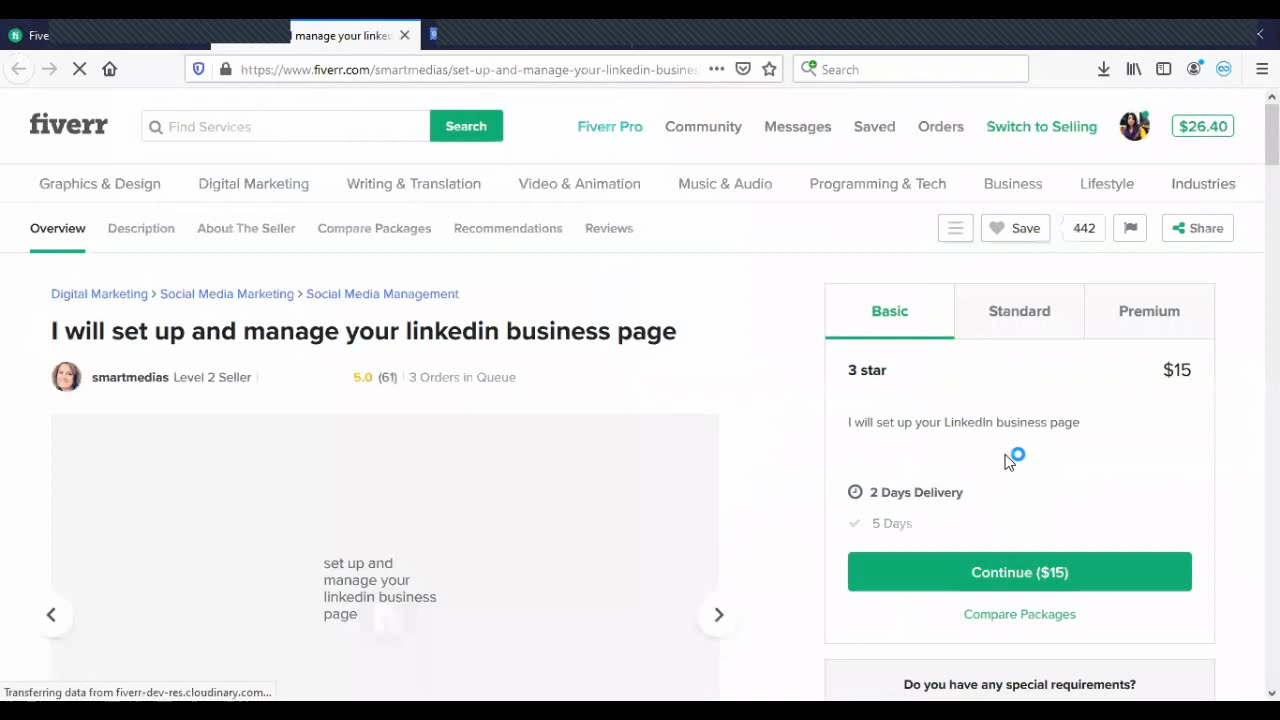 Five
I manage your linked
https://www.fiverr.com/smartmedias/set-up-and-manage-your-linkedin-busines
Search
fiverr
Find Services
Search
Fiverr Pro
Community
Messages
Saved
Orders
Switch to Selling
$26.40
Graphics & Design
Digital Marketing
Writing & Translation
Video & Animation
Music & Audio
Programming & Tech
Business
Lifestyle
Industries
Overview
Description
About The Seller
Compare Packages
Recommendations
Reviews
Save
442
Share
Digital Marketing > Social Media Marketing > Social Media Management
I will set up and manage your linkedin business page
smartmedias Level 2 Seller
5.0 (61)
3 Orders in Queue
set up and
manage your
linkedin business
page
Basic
Standard
Premium
3 star
$15
I will set up your LinkedIn business page
2 Days Delivery
5 Days
Continue ($15)
Compare Packages
Do you have any special requirements?
Transferring data from fiverr-dev-res.cloudinary.com...